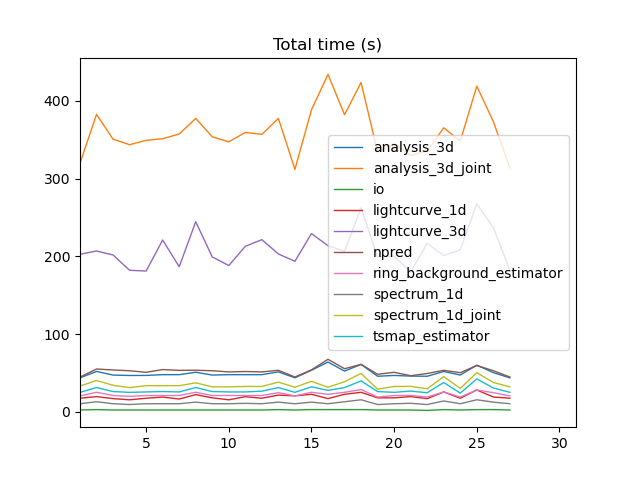 Total time (s)
400
300
200
100
0
5
10
15
20
25
30
analysis_3d
analysis_3d_joint
io
lightcurve_1d
lightcurve_3d
npred
ring_background_estimator
spectrum_1d
spectrum_1d_joint
tsmap_estimator